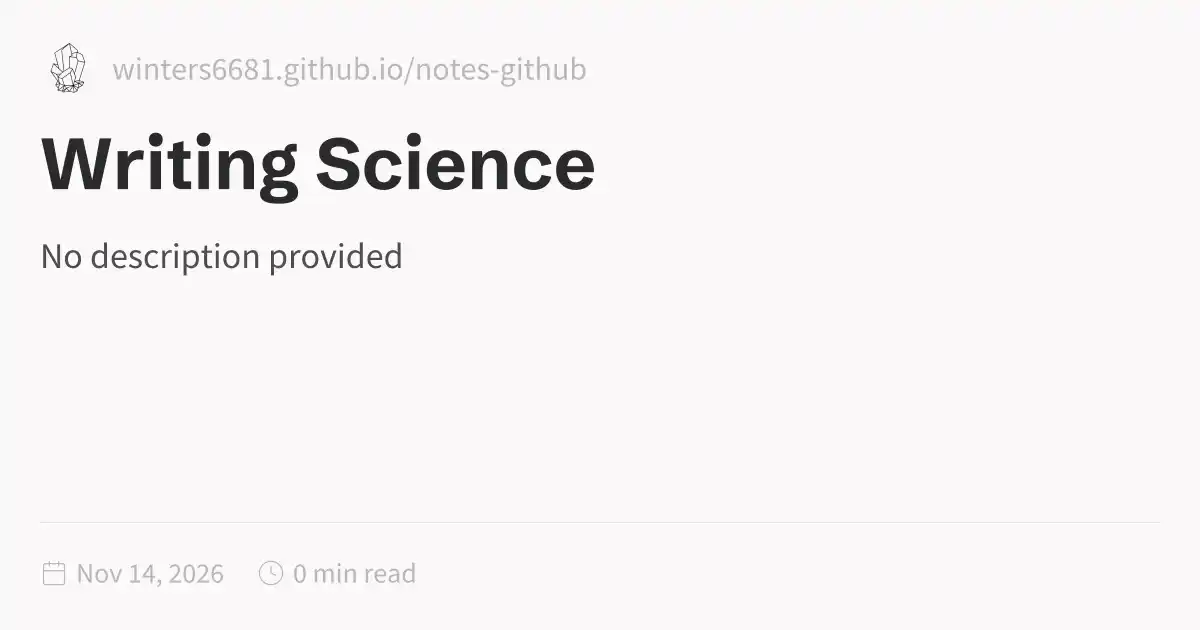 winters6681.github.io/notes-github
Writing Science
No description provided
Nov 14, 2026 0 min read